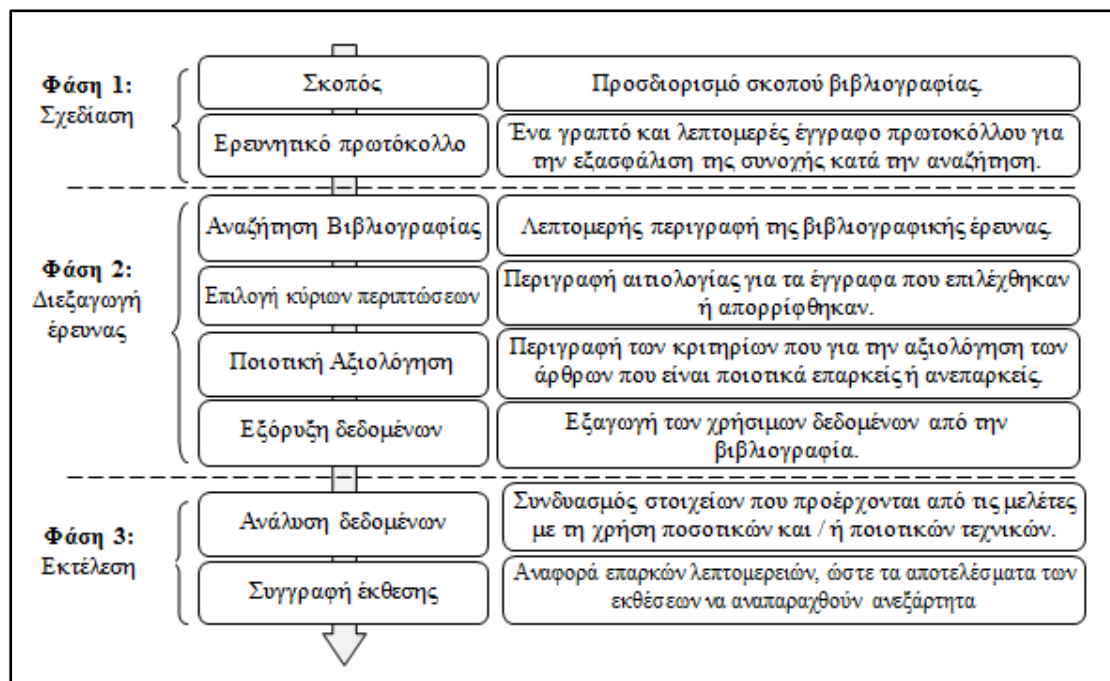 Φάση 1:
Σχεδίαση
Σκοπός
Προσδιορισμό σκοπού βιβλιογραφίας.
Ερευνητικό πρωτόκολλο
Ένα γραπτό και λεπτομερές έγγραφο πρωτοκόλλου για
την εξασφάλιση της συνοχής κατά την αναζήτηση.
Φάση 2:
Διεξαγωγή
έρευνας
Αναζήτηση Βιβλιογραφίας
Λεπτομερής περιγραφή της βιβλιογραφικής έρευνας.
Επιλογή κύριων περιπτώσεων
Περιγραφή αιτιολογίας για τα έγγραφα που επιλέχθηκαν
ή απορρίφθηκαν.
Ποιοτική Αξιολόγηση
Περιγραφή των κριτηρίων που για την αξιολόγηση των
άρθρων που είναι ποιοτικά επαρκείς ή ανεπαρκείς.
Εξόρυξη δεδομένων
Εξαγωγή των χρήσιμων δεδομένων από την
βιβλιογραφία.
Φάση 3:
Εκτέλεση
Ανάλυση δεδομένων
Συνδυασμός στοιχείων που προέρχονται από τις μελέτες
με τη χρήση ποσοτικών και / ή ποιοτικών τεχνικών.
Συγγραφή έκθεσης
Αναφορά επαρκών λεπτομερειών, ώστε τα αποτελέσματα των
εκθέσεων να αναπαραχθούν ανεξάρτητα